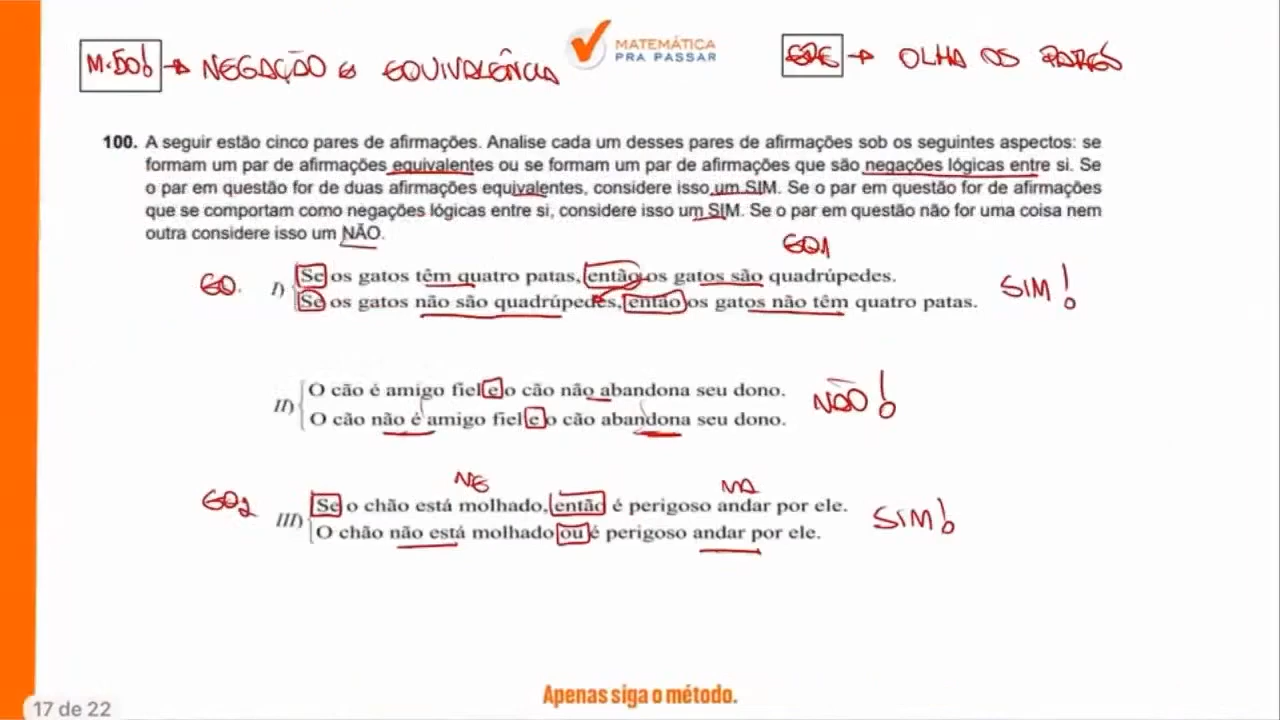 M.50! → NEGAÇÃO e EQUIVALÊNCIA
MATEMÁTICA
PRA PASSAR
→ OLHA OS PARES
100. A seguir estão cinco pares de afirmações. Analise cada um desses pares de afirmações sob os seguintes aspectos: se
formam um par de afirmações equivalentes ou se formam um par de afirmações que são negações lógicas entre si. Se
o par em questão for de duas afirmações equivalentes, considere isso um SIM. Se o par em questão for de afirmações
que se comportam como negações lógicas entre si, considere isso um SIM. Se o par em questão não for uma coisa nem
outra considere isso um NÃO.
EQ1
EQ. I) Se os gatos têm quatro patas, então os gatos são quadrúpedes.
Se os gatos não são quadrúpedes, então os gatos não têm quatro patas.
SIM!
II) O cão é amigo fiel e o cão não abandona seu dono.
O cão não é amigo fiel e o cão abandona seu dono.
NÃO!
NE MA
EQ2 III) Se o chão está molhado, então é perigoso andar por ele.
O chão não está molhado ou é perigoso andar por ele.
SIM!
Apenas siga o método.
17 de 22